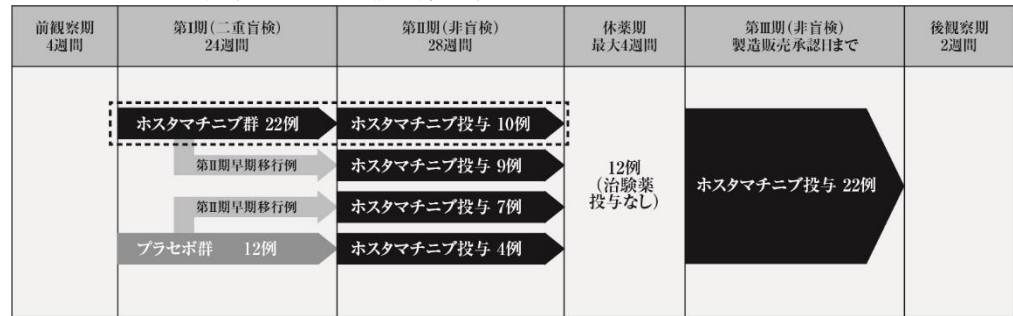 前観察期
4週間
第I期(二重盲検)
24週間
第II期(非盲検)
28週間
休薬期
最大4週間
第III期(非盲検)
製造販売承認日まで
後観察期
2週間
ホスタマチニブ群 22例
ホスタマチニブ投与 10例
第II期早期移行例
ホスタマチニブ投与 9例
第II期早期移行例
ホスタマチニブ投与 7例
プラセボ群 12例
ホスタマチニブ投与 4例
12例
(治験薬
投与なし)
ホスタマチニブ投与 22例